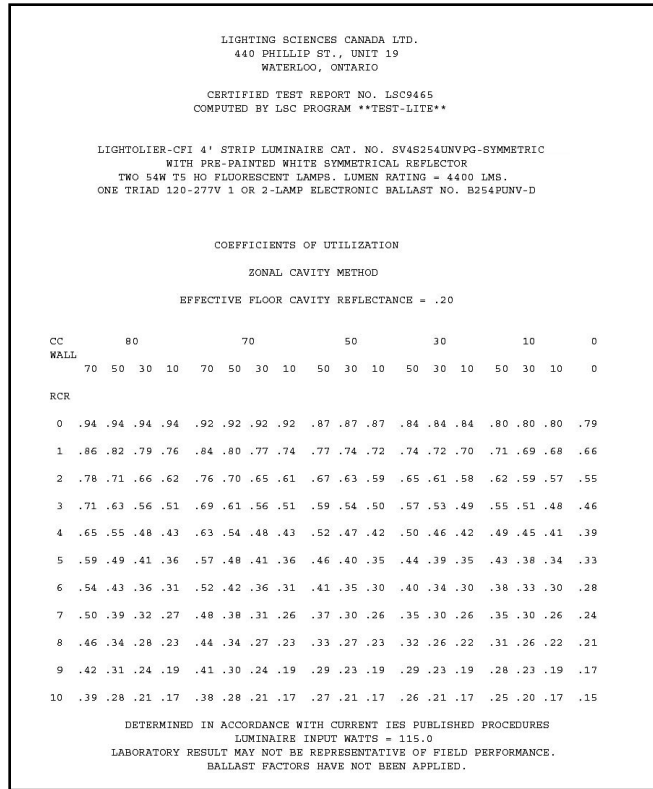 LIGHTING SCIENCES CANADA LTD.
440 PHILLIP ST., UNIT 19
WATERLOO, ONTARIO
CERTIFIED TEST REPORT NO. LSC9465
COMPUTED BY LSC PROGRAM **TEST-LITE**
LIGHTOLIER-CFI 4' STRIP LUMINAIRE CAT. NO. SV4S254UNVPG-SYMMETRIC
WITH PRE-PAINTED WHITE SYMMETRICAL REFLECTOR
TWO 54W T5 HO FLUORESCENT LAMPS. LUMEN RATING = 4400 LMS.
ONE TRIAD 120-277V 1 OR 2-LAMP ELECTRONIC BALLAST NO. B254PUNV-D
COEFFICIENTS OF UTILIZATION
ZONAL CAVITY METHOD
EFFECTIVE FLOOR CAVITY REFLECTANCE = .20
CC 80 70 50 30 10 0
WALL
70 50 30 10 70 50 30 10 50 30 10 50 30 10 50 30 10 0
RCR
0 .94 .94 .94 .94 .92 .92 .92 .92 .87 .87 .87 .84 .84 .84 .80 .80 .80 .79
1 .86 .82 .79 .76 .84 .80 .77 .74 .77 .74 .72 .74 .72 .70 .71 .69 .68 .66
2 .78 .71 .66 .62 .76 .70 .65 .61 .67 .63 .59 .65 .61 .58 .62 .59 .57 .55
3 .71 .63 .56 .51 .69 .61 .56 .51 .59 .54 .50 .57 .53 .49 .55 .51 .48 .46
4 .65 .55 .48 .43 .63 .54 .48 .43 .52 .47 .42 .50 .46 .42 .49 .45 .41 .39
5 .59 .49 .41 .36 .57 .48 .41 .36 .46 .40 .35 .44 .39 .35 .43 .38 .34 .33
6 .54 .43 .36 .31 .52 .42 .36 .31 .41 .35 .30 .40 .34 .30 .38 .33 .30 .28
7 .50 .39 .32 .27 .48 .38 .31 .26 .37 .30 .26 .35 .30 .26 .35 .30 .26 .24
8 .46 .34 .28 .23 .44 .34 .27 .23 .33 .27 .23 .32 .26 .22 .31 .26 .22 .21
9 .42 .31 .24 .19 .41 .30 .24 .19 .29 .23 .19 .29 .23 .19 .28 .23 .19 .17
10 .39 .28 .21 .17 .38 .28 .21 .17 .27 .21 .17 .26 .21 .17 .25 .20 .17 .15
DETERMINED IN ACCORDANCE WITH CURRENT IES PUBLISHED PROCEDURES
LUMINAIRE INPUT WATTS = 115.0
LABORATORY RESULT MAY NOT BE REPRESENTATIVE OF FIELD PERFORMANCE.
BALLAST FACTORS HAVE NOT BEEN APPLIED.